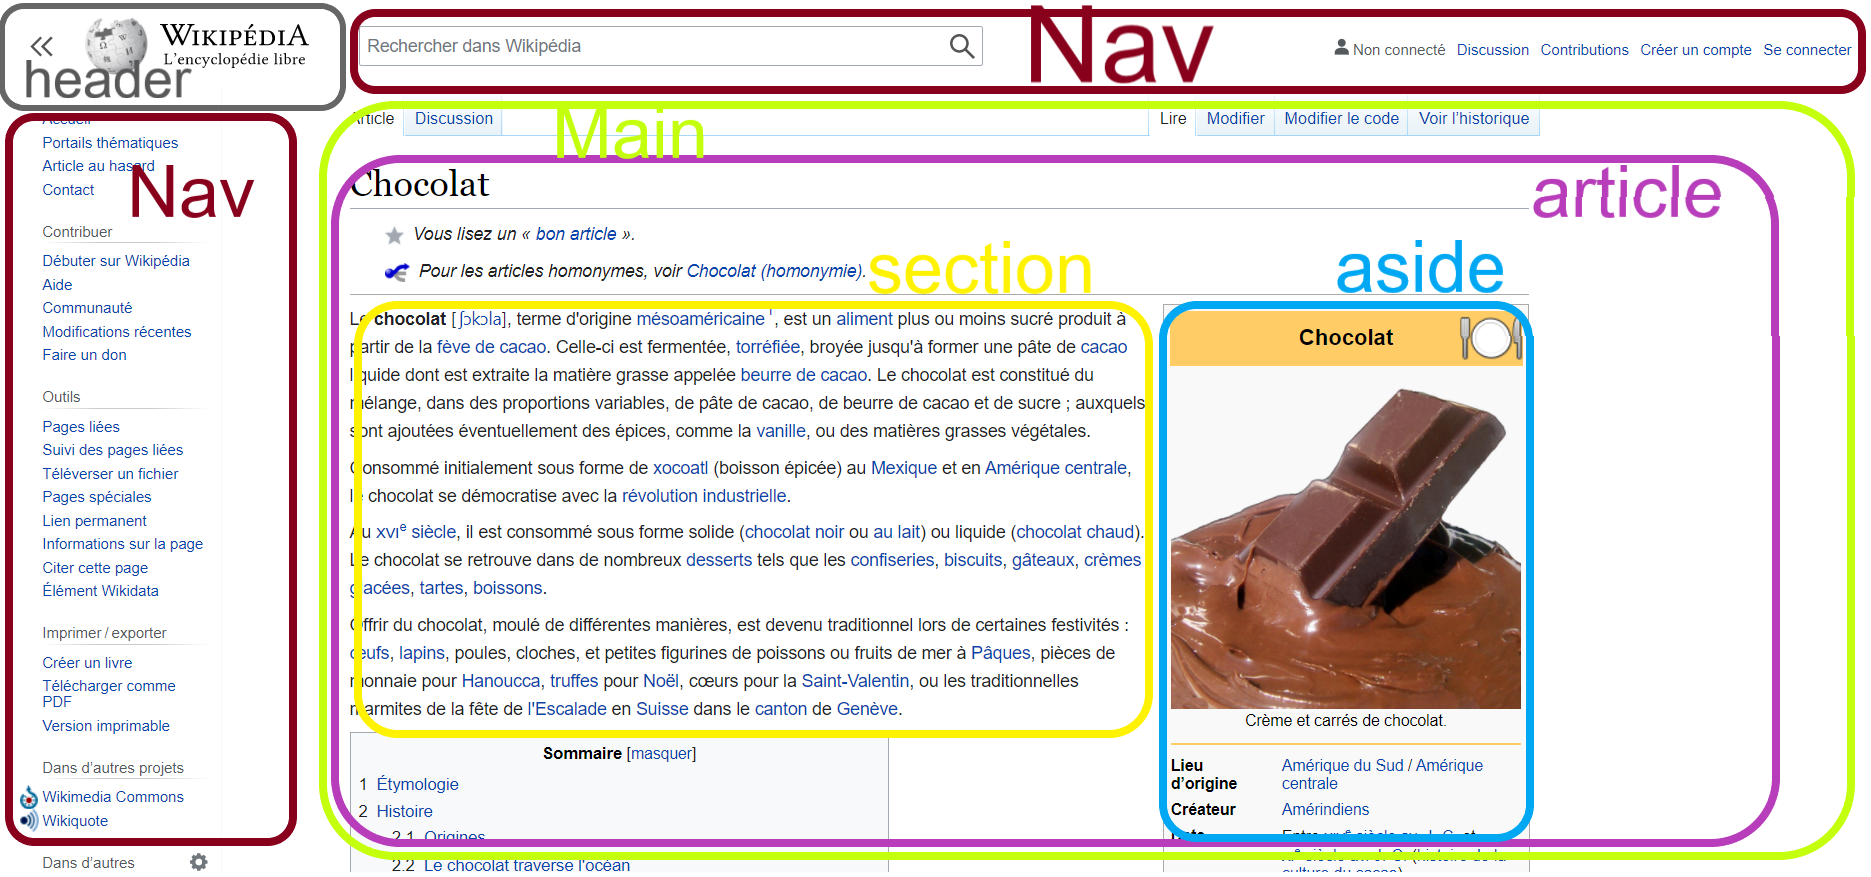 WIKIPÉDIA
L'encyclopédie libre
header
Rechercher dans Wikipédia
Nav
Non connecté Discussion Contributions Créer un compte Se connecter
Accueil
Portails thématiques
Article au hasard
Contact
Nav
Contribuer
Débuter sur Wikipédia
Aide
Communauté
Modifications récentes
Faire un don
Outils
Pages liées
Suivi des pages liées
Téléverser un fichier
Pages spéciales
Lien permanent
Informations sur la page
Citer cette page
Élément Wikidata
Imprimer / exporter
Créer un livre
Télécharger comme
PDF
Version imprimable
Dans d'autres projets
Wikimedia Commons
Wikiquote
Dans d'autres
Article Discussion
Main
Lire Modifier Modifier le code Voir l'historique
Chocolat
article
Vous lisez un « bon article ».
Pour les articles homonymes, voir Chocolat (homonymie).
section
aside
Le chocolat [ʃɔkɔla], terme d'origine mésoaméricaine, est un aliment plus ou moins sucré produit à
partir de la fève de cacao. Celle-ci est fermentée, torréfiée, broyée jusqu'à former une pâte de cacao
liquide dont est extraite la matière grasse appelée beurre de cacao. Le chocolat est constitué du
mélange, dans des proportions variables, de pâte de cacao, de beurre de cacao et de sucre ; auxquels
sont ajoutées éventuellement des épices, comme la vanille, ou des matières grasses végétales.
Consommé initialement sous forme de xocoatl (boisson épicée) au Mexique et en Amérique centrale,
le chocolat se démocratise avec la révolution industrielle.
Au XVIe siècle, il est consommé sous forme solide (chocolat noir ou au lait) ou liquide (chocolat chaud).
Le chocolat se retrouve dans de nombreux desserts tels que les confiseries, biscuits, gâteaux, crèmes
glacées, tartes, boissons.
Offrir du chocolat, moulé de différentes manières, est devenu traditionnel lors de certaines festivités :
œufs, lapins, poules, cloches, et petites figurines de poissons ou fruits de mer à Pâques, pièces de
monnaie pour Hanoucca, truffes pour Noël, cœurs pour la Saint-Valentin, ou les traditionnelles
marmites de la fête de l'Escalade en Suisse dans le canton de Genève.
Sommaire [masquer]
1 Étymologie
2 Histoire
2.1 Origines
2.2 Le chocolat traverse l'océan
Chocolat
Crème et carrés de chocolat.
Lieu d'origine Amérique du Sud / Amérique
centrale
Créateur Amérindiens